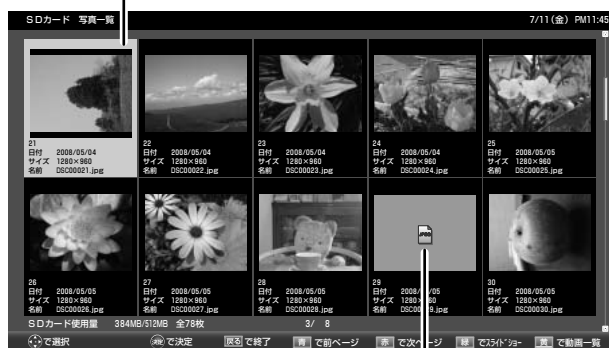 SDカード 写真一覧 7/11(金) PM11:45
21
日付 2008/05/04
サイズ 1280×960
名前 DSC00021.jpg
22
日付 2008/05/04
サイズ 1280×960
名前 DSC00022.jpg
23
日付 2008/05/04
サイズ 1280×960
名前 DSC00023.jpg
24
日付 2008/05/04
サイズ 1280×960
名前 DSC00024.jpg
25
日付 2008/05/05
サイズ 1280×960
名前 DSC00025.jpg
JPEG
26
日付 2008/05/05
サイズ 1280×960
名前 DSC00026.jpg
27
日付 2008/05/05
サイズ 1280×960
名前 DSC00027.jpg
28
日付 2008/05/05
サイズ 1280×960
名前 DSC00028.jpg
29
日付 2008/05/05
サイズ 1280×960
名前 DSC00029.jpg
30
日付 2008/05/05
サイズ 1280×960
名前 DSC00030.jpg
SDカード使用量 384MB/512MB 全78枚 3/ 8
で選択 決定 で決定 戻る で終了 青 で前ページ 赤 で次ページ 緑 でスライドショー 黄 で動画一覧